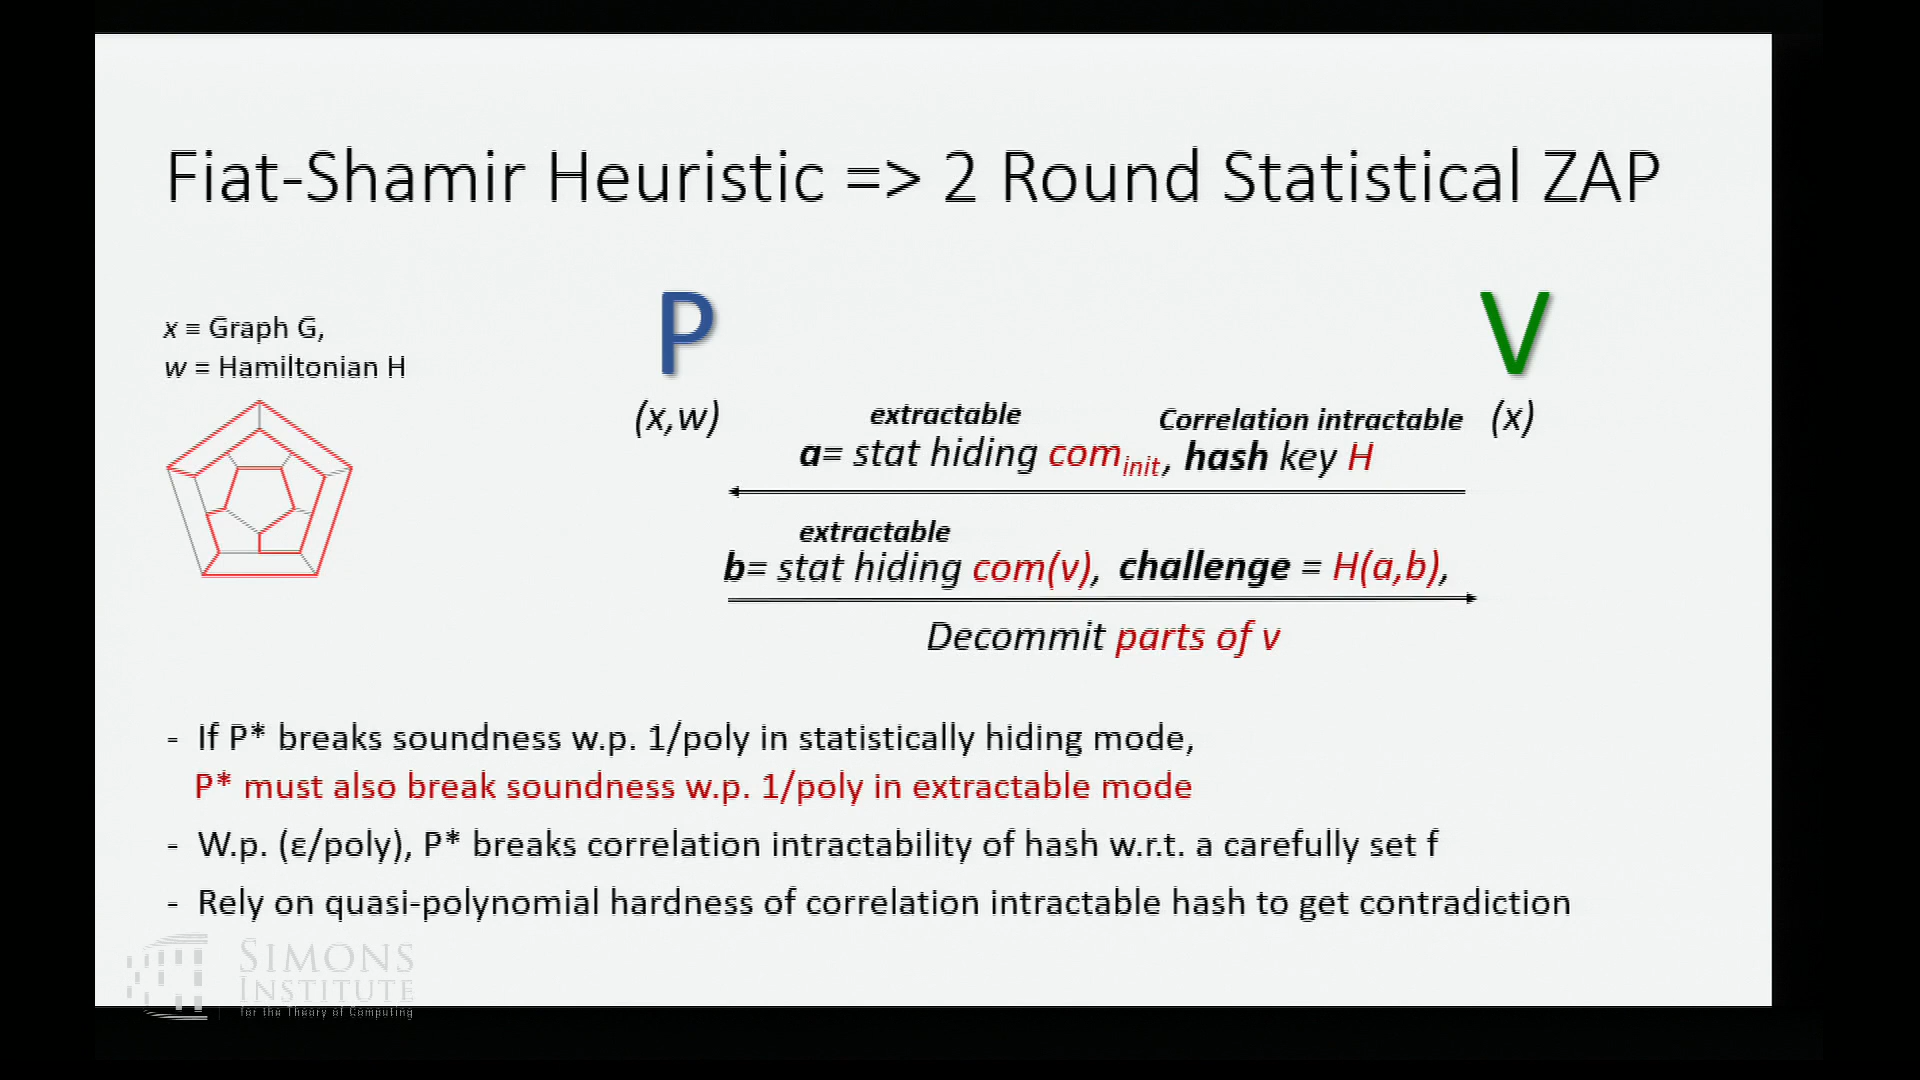 Fiat-Shamir Heuristic => 2 Round Statistical ZAP
x ≡ Graph G,
w = Hamiltonian H
P
V
(x,w)
(x)
extractable
Correlation intractable
a= stat hiding com_init, hash key H
extractable
b= stat hiding com(v), challenge = H(a,b),
Decommit parts of v
- If P* breaks soundness w.p. 1/poly in statistically hiding mode,
P* must also break soundness w.p. 1/poly in extractable mode
- W.p. (ε/poly), P* breaks correlation intractability of hash w.r.t. a carefully set f
- Rely on quasi-polynomial hardness of correlation intractable hash to get contradiction
SIMONS
INSTITUTE
for the Theory of Computing